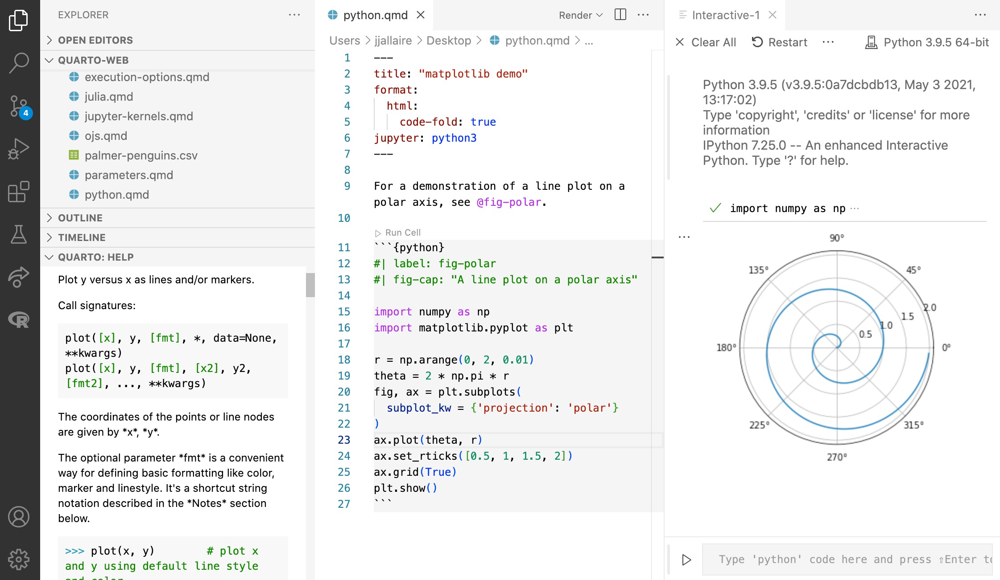 EXPLORER
OPEN EDITORS
QUARTO-WEB
execution-options.qmd
julia.qmd
jupyter-kernels.qmd
ojs.qmd
palmer-penguins.csv
parameters.qmd
python.qmd
OUTLINE
TIMELINE
QUARTO: HELP
Plot y versus x as lines and/or markers.
Call signatures:
plot([x], y, [fmt], *, data=None,
**kwargs)
plot([x], y, [fmt], [x2], y2,
[fmt2], ..., **kwargs)
The coordinates of the points or line nodes
are given by *x*, *y*.
The optional parameter *fmt* is a convenient
way for defining basic formatting like color,
marker and linestyle. It's a shortcut string
notation described in the *Notes* section
below.
>>> plot(x, y)        # plot x
and y using default line style
and color
4
R
python.qmd
Render
Users > jjallaire > Desktop > python.qmd > ...
1 ---
2 title: "matplotlib demo"
3 format:
4   html:
5     code-fold: true
6 jupyter: python3
7 ---
8
9 For a demonstration of a line plot on a
polar axis, see @fig-polar.
10
Run Cell
11 ```{python}
12 #| label: fig-polar
13 #| fig-cap: "A line plot on a polar axis"
14
15 import numpy as np
16 import matplotlib.pyplot as plt
17
18 r = np.arange(0, 2, 0.01)
19 theta = 2 * np.pi * r
20 fig, ax = plt.subplots(
21   subplot_kw = {'projection': 'polar'}
22 )
23 ax.plot(theta, r)
24 ax.set_rticks([0.5, 1, 1.5, 2])
25 ax.grid(True)
26 plt.show()
27 ```
Interactive-1
Clear All Restart ... Python 3.9.5 64-bit
Python 3.9.5 (v3.9.5:0a7dcbdb13, May 3 2021,
13:17:02)
Type 'copyright', 'credits' or 'license' for more
information
IPython 7.25.0 -- An enhanced Interactive
Python. Type '?' for help.
import numpy as np ...
90°
135° 45°
2.0
1.5
1.0
0.5
180° 0°
225° 315°
270°
Type 'python' code here and press ⇧Enter to